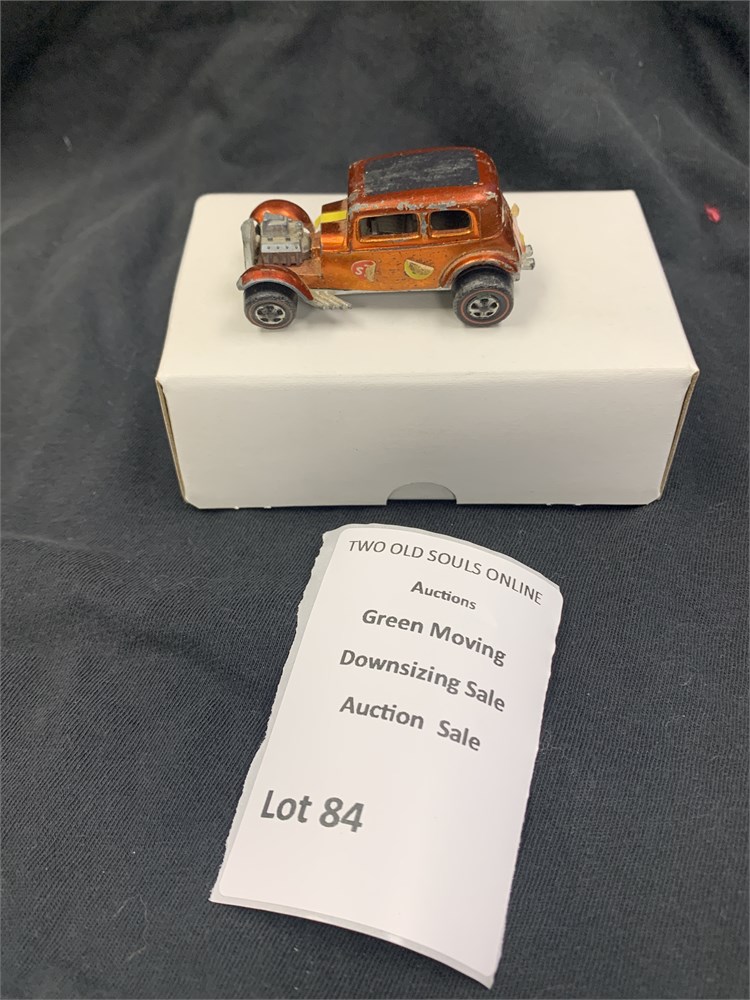 TWO OLD SOULS ONLINE
Auctions
Green Moving
Downsizing Sale
Auction Sale
Lot 84